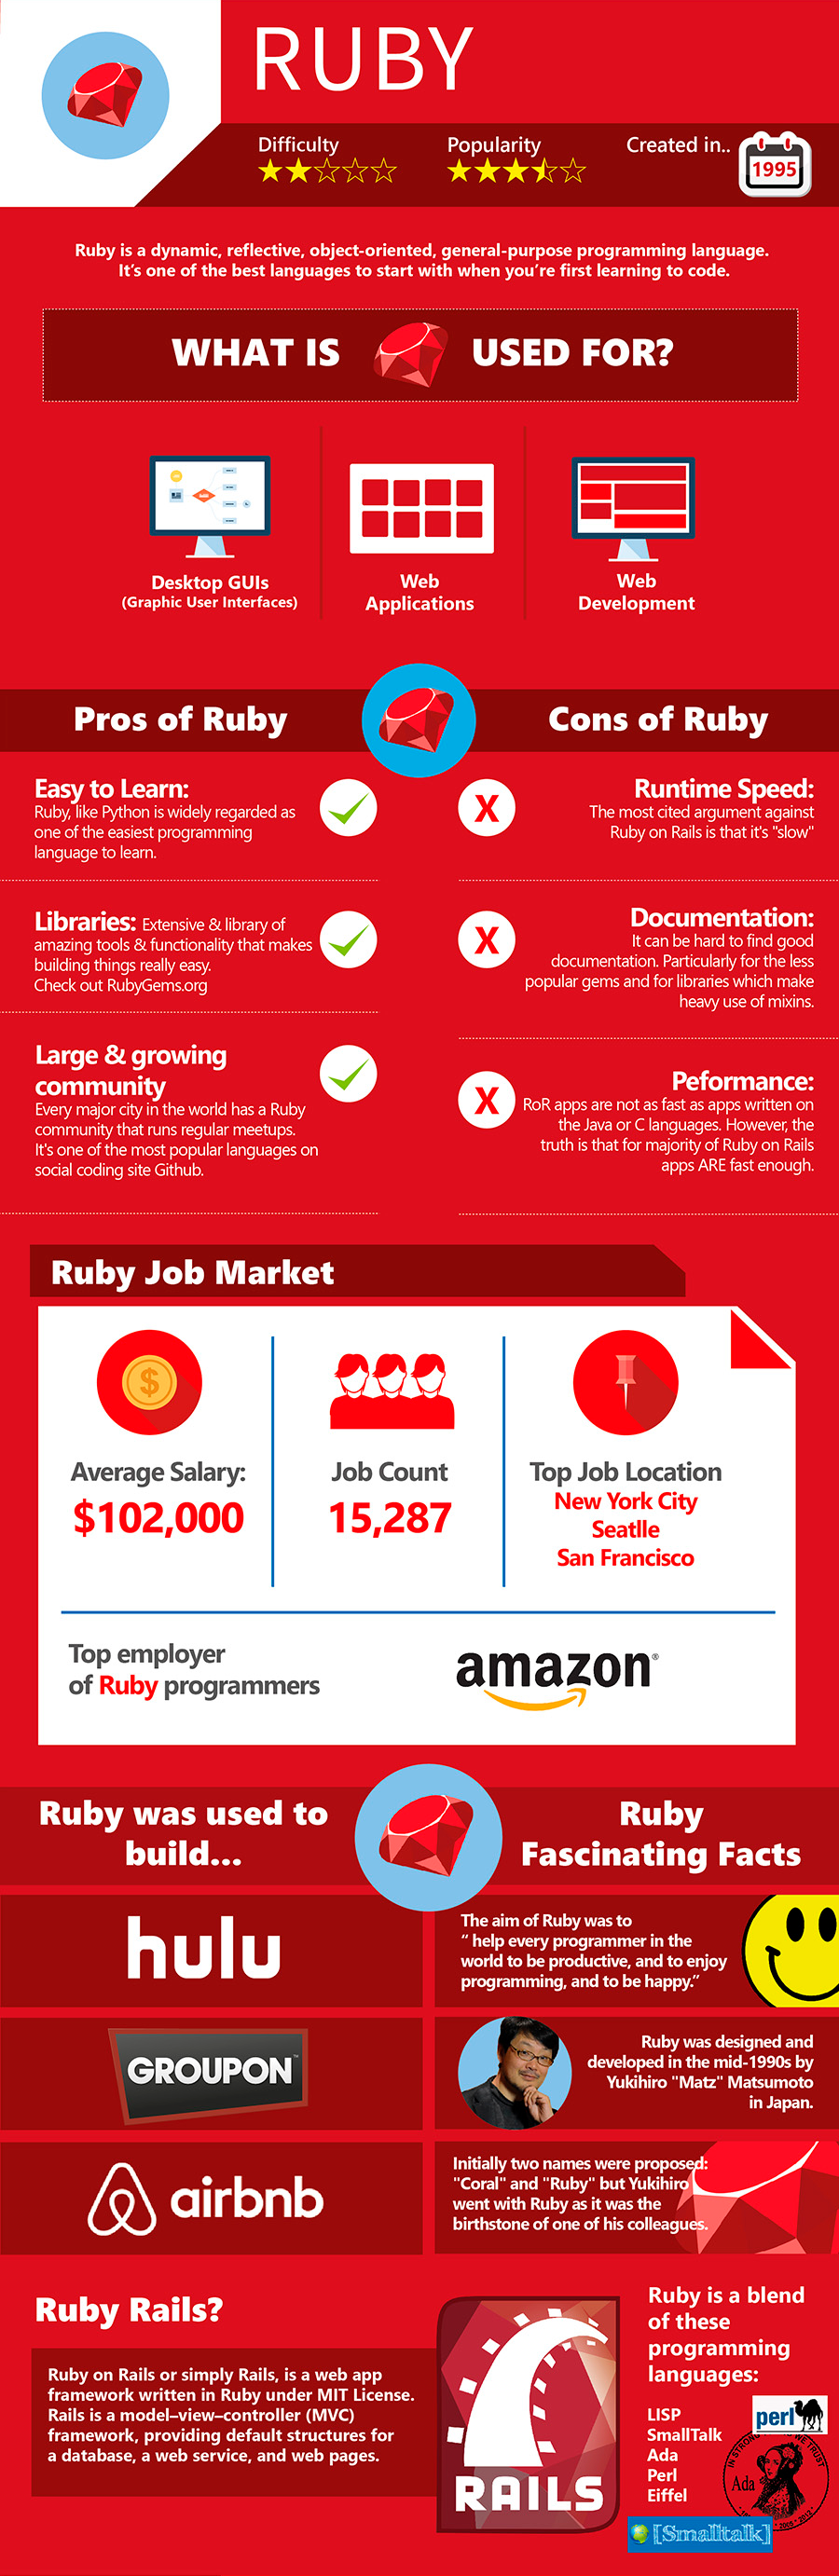 RUBY
Difficulty
Popularity
Created in..
1995
Ruby is a dynamic, reflective, object-oriented, general-purpose programming language.
It's one of the best languages to start with when you're first learning to code.
WHAT IS USED FOR?
Desktop GUIs
(Graphic User Interfaces)
Web
Applications
Web
Development
Pros of Ruby
Easy to Learn:
Ruby, like Python is widely regarded as
one of the easiest programming
language to learn.
Libraries: Extensive & library of
amazing tools & functionality that makes
building things really easy.
Check out RubyGems.org
Large & growing
community
Every major city in the world has a Ruby
community that runs regular meetups.
It's one of the most popular languages on
social coding site Github.
Cons of Ruby
X
Runtime Speed:
The most cited argument against
Ruby on Rails is that it's "slow"
X
Documentation:
It can be hard to find good
documentation. Particularly for the less
popular gems and for libraries which make
heavy use of mixins.
X
Peformance:
RoR apps are not as fast as apps written on
the Java or C languages. However, the
truth is that for majority of Ruby on Rails
apps ARE fast enough.
Ruby Job Market
$
Average Salary:
$102,000
Job Count
15,287
Top Job Location
New York City
Seatlle
San Francisco
Top employer
of Ruby programmers
amazon®
Ruby was used to
build...
hulu
GROUPON™
airbnb
Ruby
Fascinating Facts
The aim of Ruby was to
“ help every programmer in the
world to be productive, and to enjoy
programming, and to be happy.”
Ruby was designed and
developed in the mid-1990s by
Yukihiro "Matz" Matsumoto
in Japan.
Initially two names were proposed:
"Coral" and "Ruby" but Yukihiro
went with Ruby as it was the
birthstone of one of his colleagues.
Ruby Rails?
Ruby on Rails or simply Rails, is a web app
framework written in Ruby under MIT License.
Rails is a model–view–controller (MVC)
framework, providing default structures for
a database, a web service, and web pages.
RAILS
Ruby is a blend
of these
programming
languages:
LISP
SmallTalk
Ada
Perl
Eiffel
perl
IN STRONG WE TRUST
Ada
[Smalltalk]